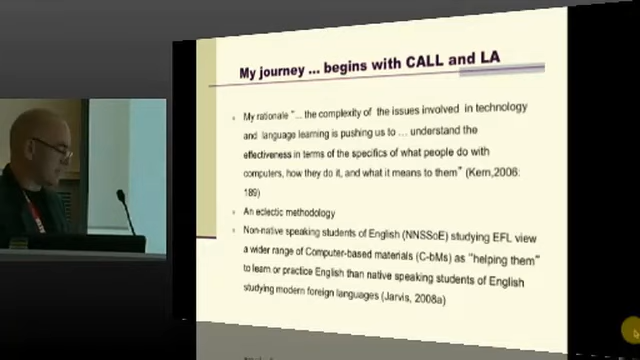 My journey ... begins with CALL and LA
My rationale "... the complexity of the issues involved in technology
and language learning is pushing us to ... understand the
effectiveness in terms of the specifics of what people do with
computers, how they do it, and what it means to them" (Kern,2006:
189)
An eclectic methodology
Non-native speaking students of English (NNSSoE) studying EFL view
a wider range of Computer-based materials (C-bMs) as "helping them"
to learn or practice English than native speaking students of English
studying modern foreign languages (Jarvis, 2008a)